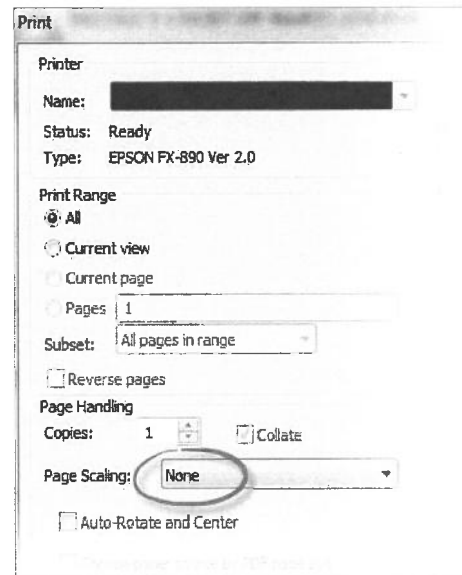 Print
Printer
Name:
Status: Ready
Type: EPSON FX-890 Ver 2.0
Print Range
All
Current view
Current page
Pages 1
Subset: All pages in range
Reverse pages
Page Handling
Copies: 1 Collate
Page Scaling: None
Auto-Rotate and Center